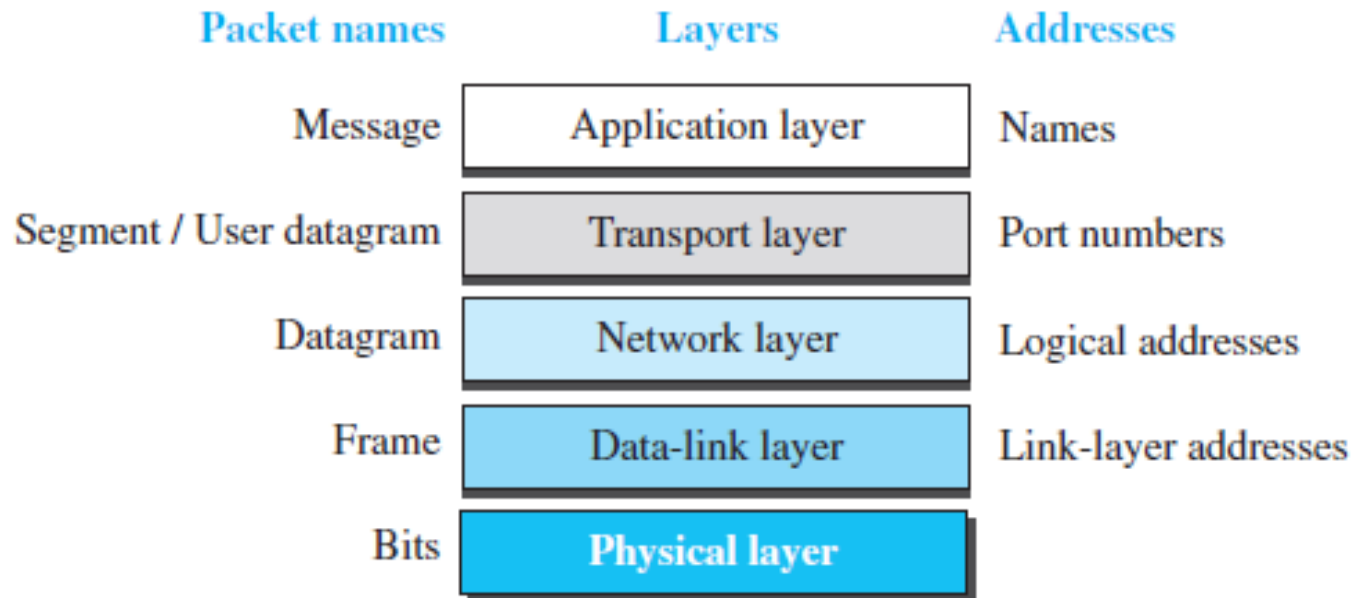 Packet names Layers Addresses
Message Application layer Names
Segment / User datagram Transport layer Port numbers
Datagram Network layer Logical addresses
Frame Data-link layer Link-layer addresses
Bits Physical layer